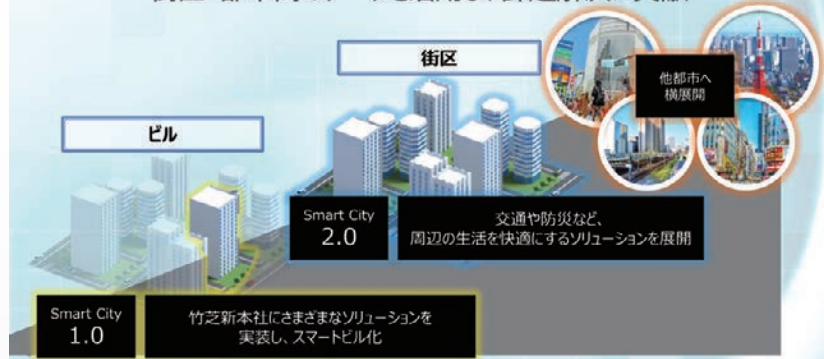 街区
他都市へ
横展開
ビル
Smart City
2.0
交通や防災など、
周辺の生活を快適にするソリューションを展開
Smart City
1.0
竹芝新本社にさまざまなソリューションを
実装し、スマートビル化